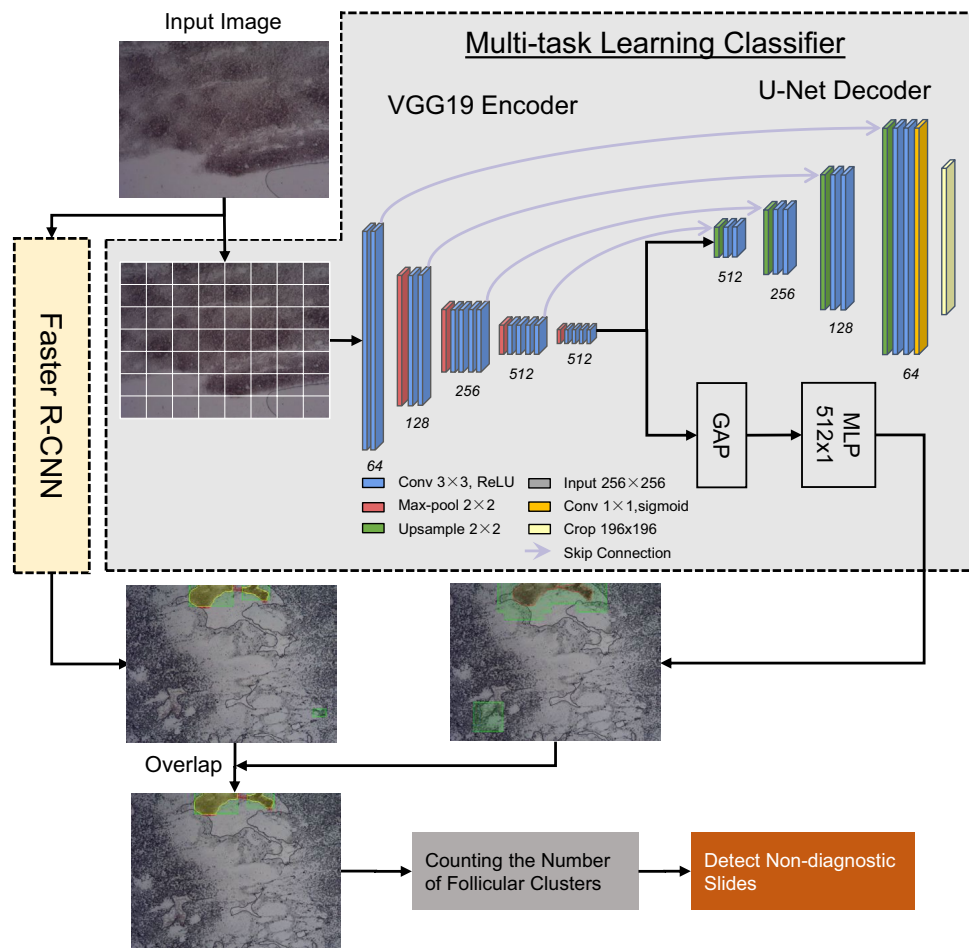 Input Image
Multi-task Learning Classifier
VGG19 Encoder
U-Net Decoder
Faster R-CNN
64
128
256
512
512
512
256
128
64
GAP
MLP
512x1
Conv 3×3, ReLU
Max-pool 2×2
Upsample 2×2
Input 256×256
Conv 1×1,sigmoid
Crop 196x196
Skip Connection
Overlap
Counting the Number
of Follicular Clusters
Detect Non-diagnostic
Slides